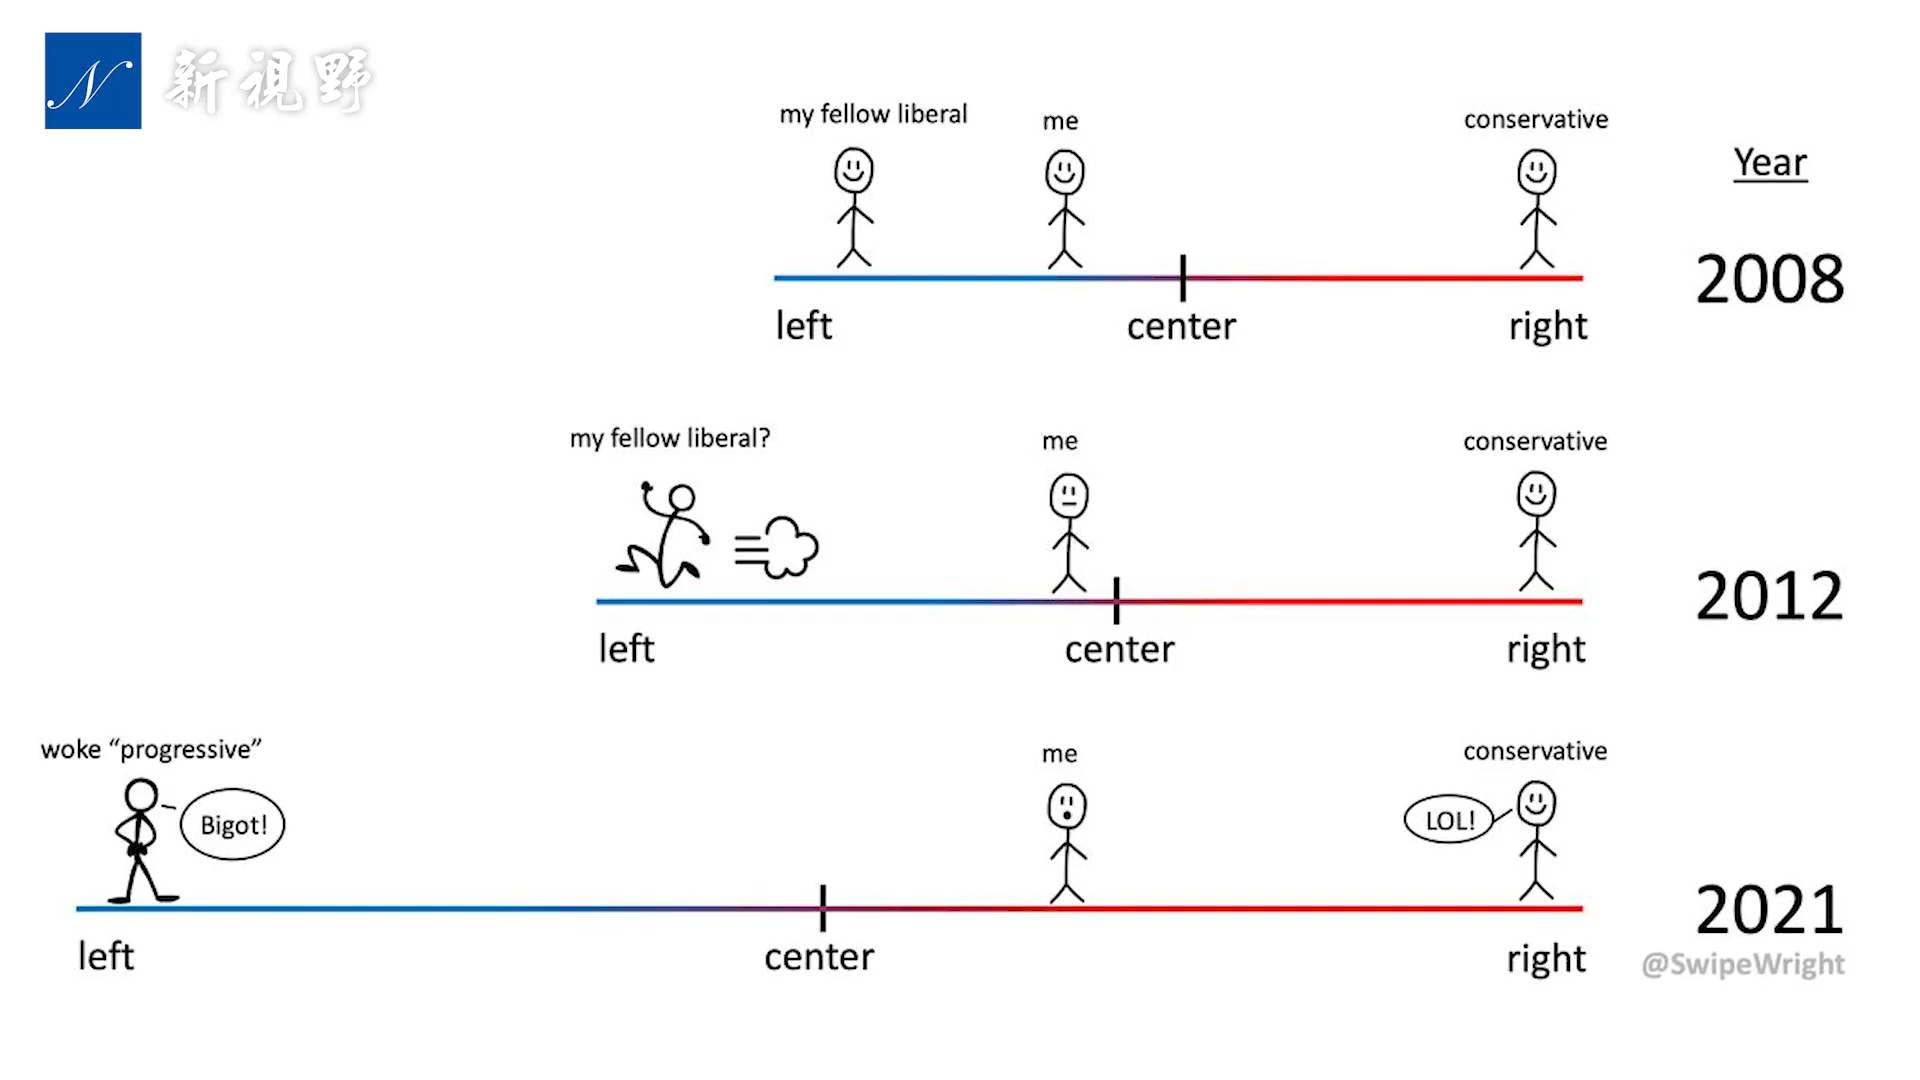 N 新視野
my fellow liberal
me
conservative
Year
2008
left
center
right
my fellow liberal?
me
conservative
2012
left
center
right
woke “progressive”
me
conservative
Bigot!
LOL!
2021
left
center
right
@SwipeWright